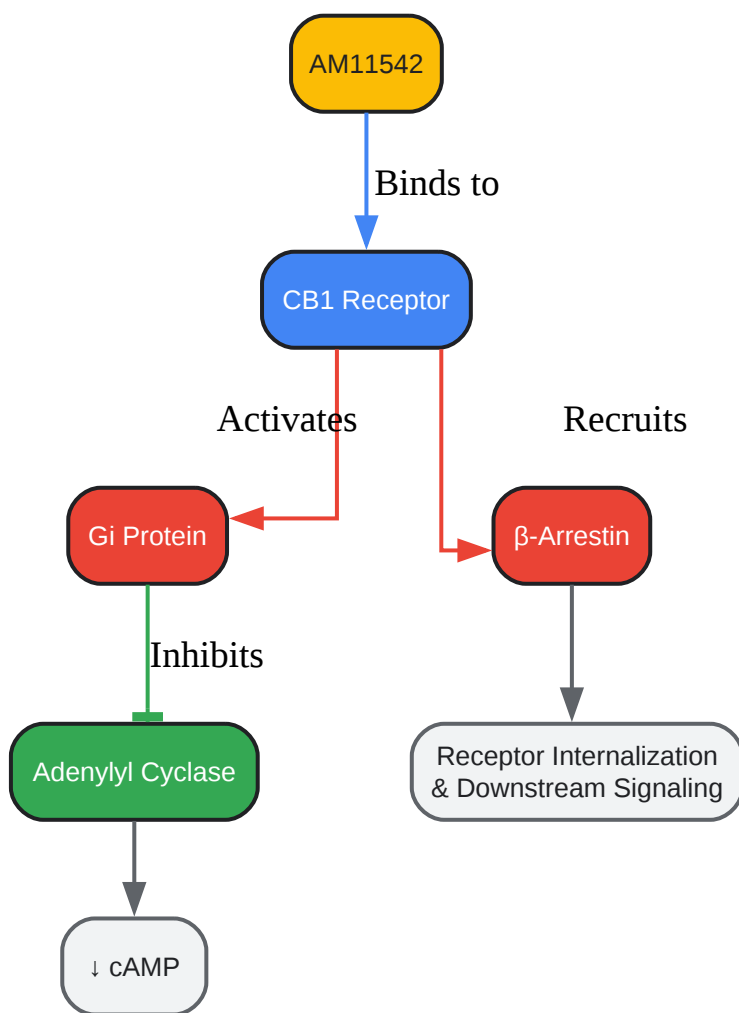 AM11542
Binds to
CB1 Receptor
Activates
Recruits
Gi Protein
β-Arrestin
Inhibits
Adenylyl Cyclase
Receptor Internalization
& Downstream Signaling
↓ cAMP